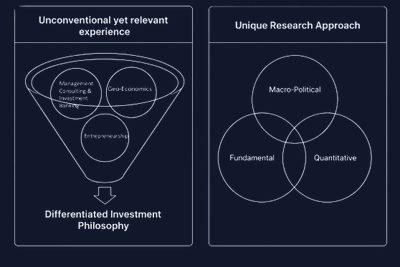 Unconventional yet relevant
experience
Management
Consulting &
Investment
Banking
Geo-Economics
Entrepreneurship
Differentiated Investment
Philosophy
Unique Research Approach
Macro-Political
Fundamental
Quantitative